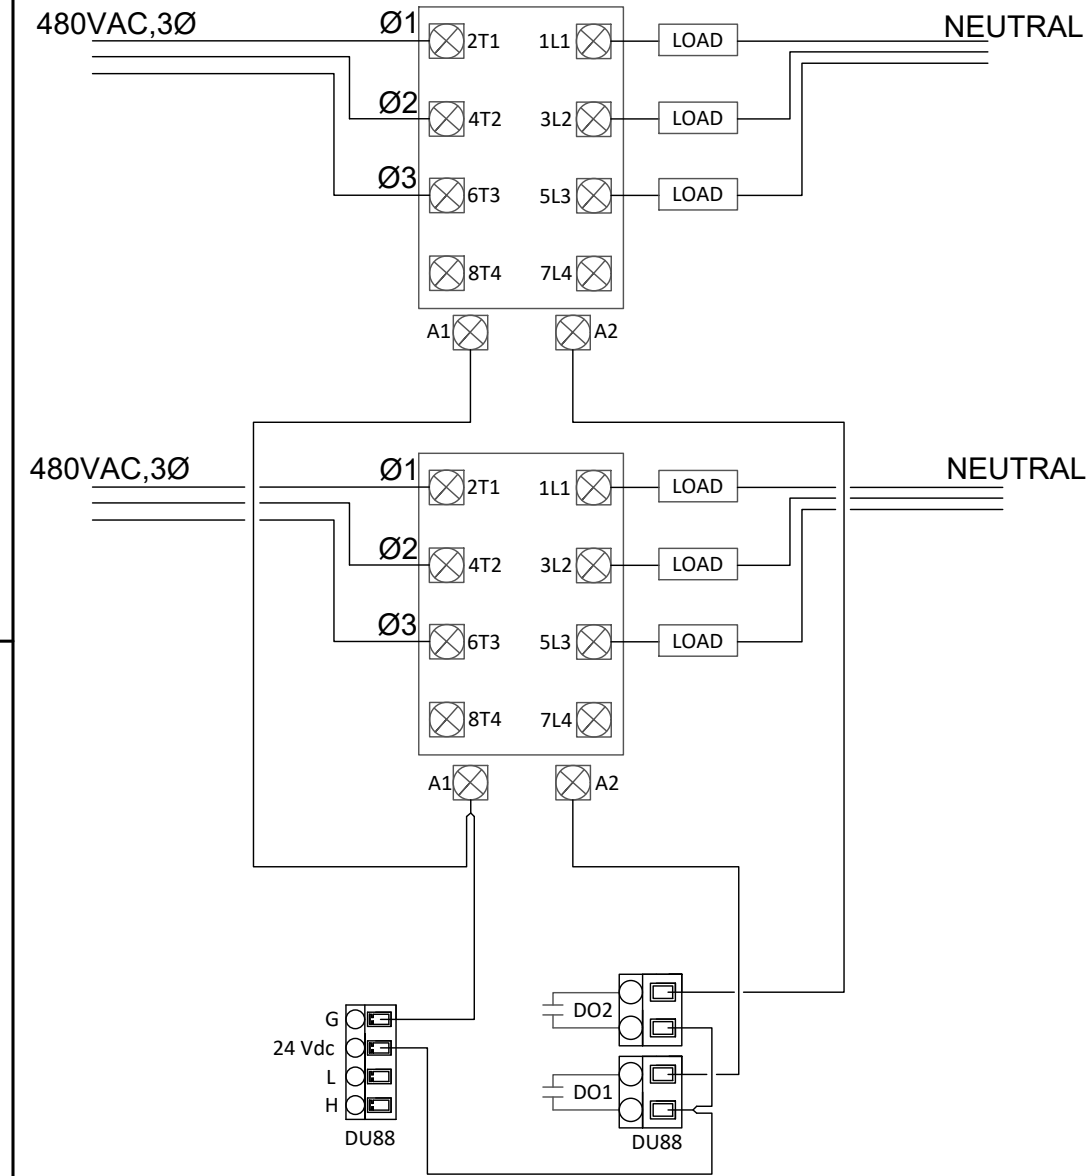 480VAC,3Ø Ø1 2T1 1L1 LOAD NEUTRAL
Ø2 4T2 3L2 LOAD
Ø3 6T3 5L3 LOAD
8T4 7L4
A1 A2
480VAC,3Ø Ø1 2T1 1L1 LOAD NEUTRAL
Ø2 4T2 3L2 LOAD
Ø3 6T3 5L3 LOAD
8T4 7L4
A1 A2
G
24 Vdc
L
H
DU88
DO2
DO1
DU88